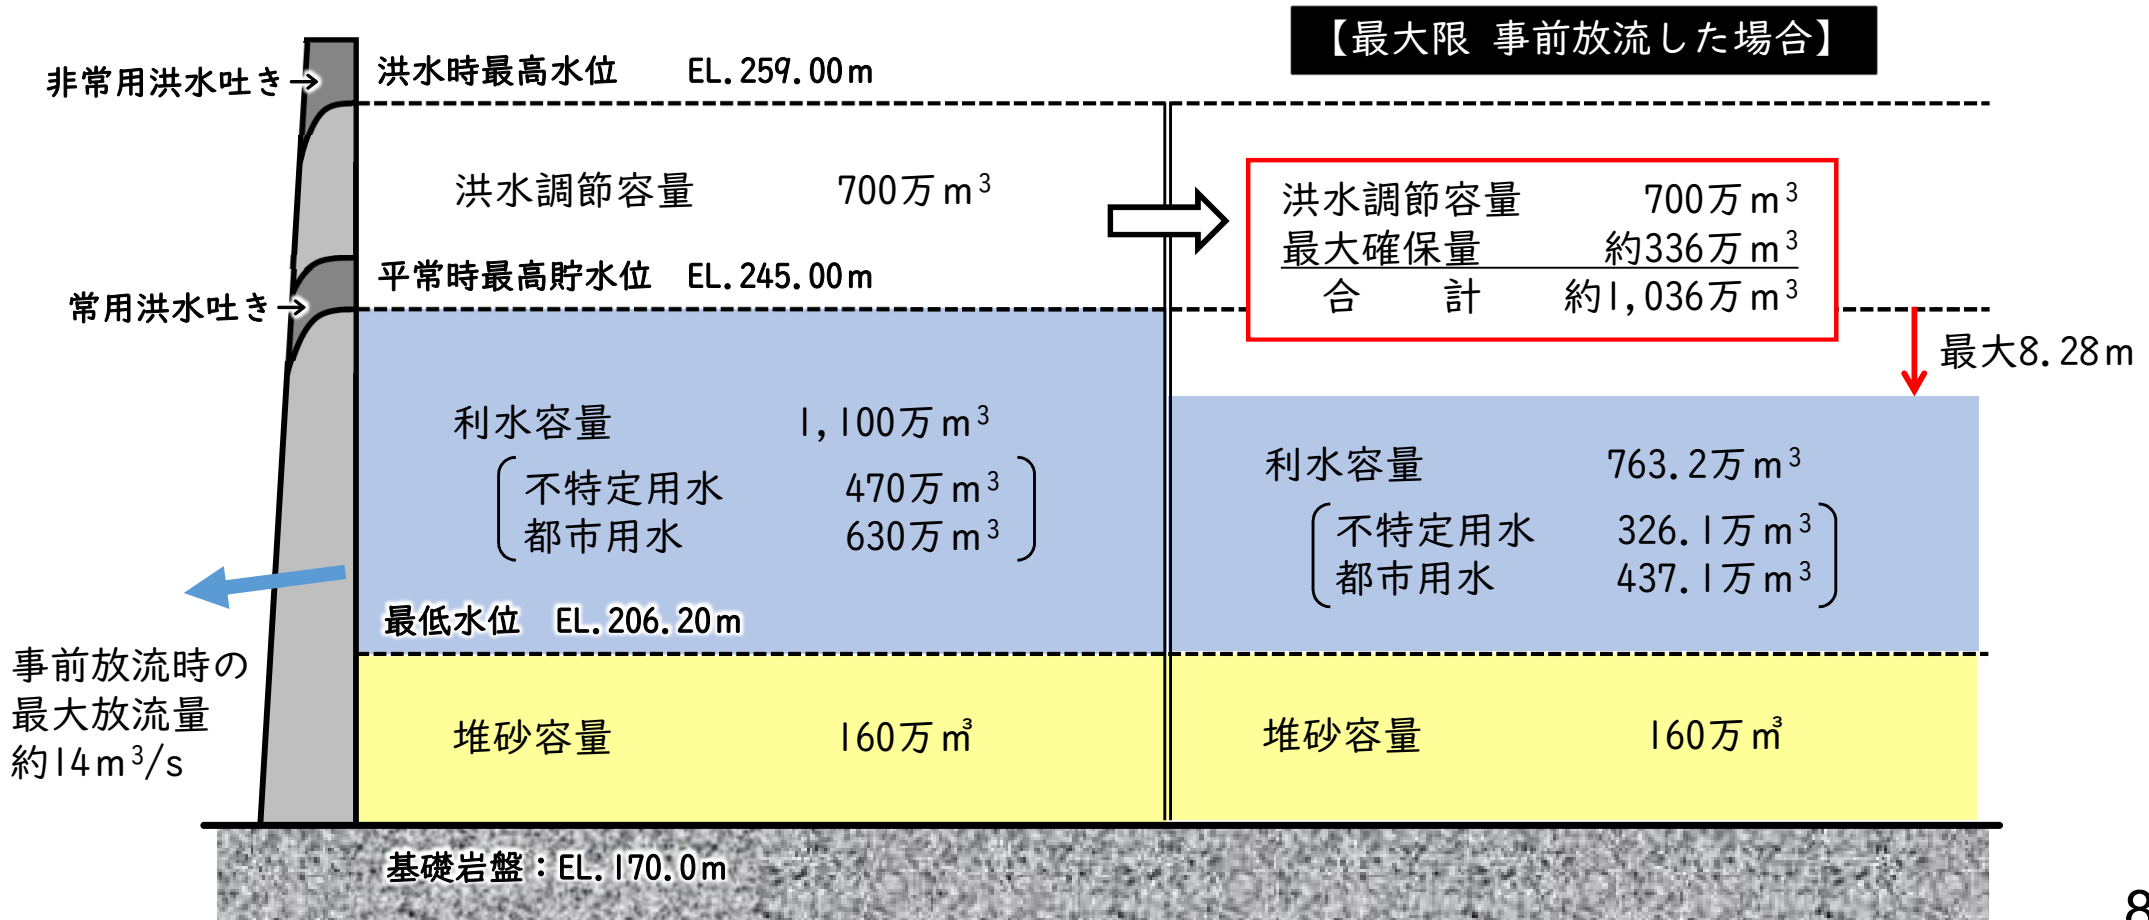 【最大限 事前放流した場合】
非常用洪水吐き→
洪水時最高水位 EL.259.00m
洪水調節容量 700万m³
平常時最高貯水位 EL.245.00m
常用洪水吐き→
洪水調節容量 700万m³
最大確保量 約336万m³
合 計 約1,036万m³
最大8.28m
利水容量 1,100万m³
不特定用水 470万m³
都市用水 630万m³
利水容量 763.2万m³
不特定用水 326.1万m³
都市用水 437.1万m³
最低水位 EL.206.20m
事前放流時の
最大放流量
約14m³/s
堆砂容量 160万㎥
堆砂容量 160万㎥
基礎岩盤：EL.170.0m
8